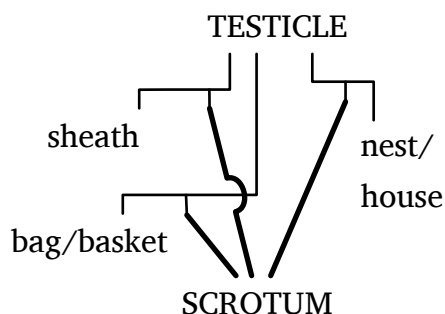 TESTICLE
sheath
nest/
house
bag/basket
SCROTUM